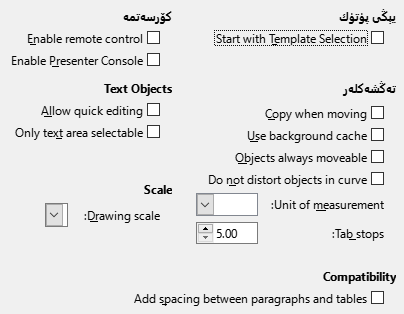 يېڭى پۈتۈك
Start with Template Selection
تەڭشەكلەر
Copy when moving
Use background cache
Objects always moveable
Do not distort objects in curve
Unit of measurement:
Tab stops:
5.00
Compatibility
Add spacing between paragraphs and tables
كۆرسەتمە
Enable remote control
Enable Presenter Console
Text Objects
Allow quick editing
Only text area selectable
Scale
Drawing scale: